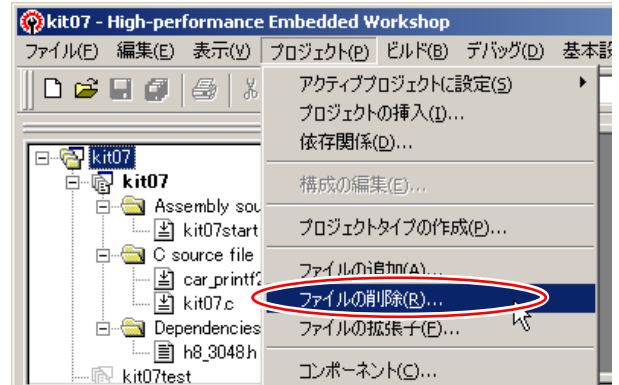 kit07 - High-performance Embedded Workshop
ファイル(F) 編集(E) 表示(V) プロジェクト(P) ビルド(B) デバッグ(D) 基本設
アクティブプロジェクトに設定(S)
プロジェクトの挿入(I)...
依存関係(D)...
構成の編集(E)...
プロジェクトタイプの作成(P)...
ファイルの追加(A)...
ファイルの削除(R)...
ファイルの拡張子(F)...
コンポーネント(C)...
kit07
kit07
Assembly sou
kit07start
C source file
car_printf2
kit07.c
Dependencies
h8_3048.h
kit07test